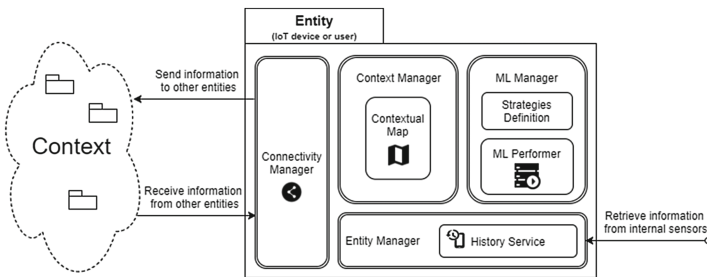 Entity
(IoT device or user)
Send information
to other entities
Context
Receive information
from other entities
Connectivity
Manager
Context Manager
Contextual
Map
ML Manager
Strategies
Definition
ML Performer
Entity Manager
History Service
Retrieve information
from internal sensors